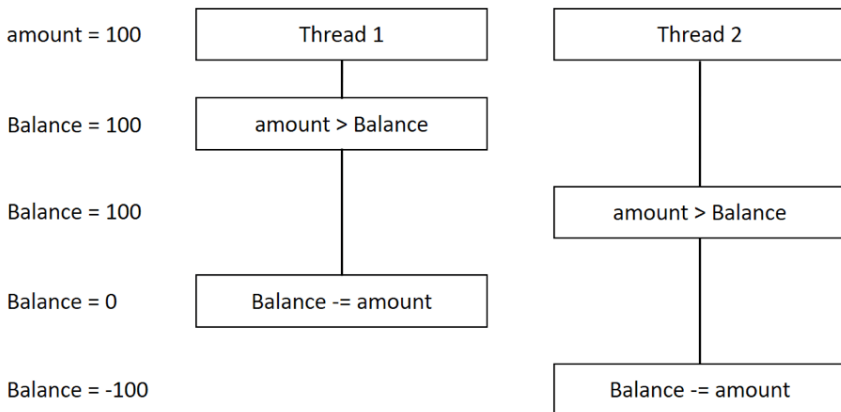 amount = 100 Thread 1 Thread 2
Balance = 100 amount > Balance
Balance = 100 amount > Balance
Balance = 0 Balance -= amount
Balance = -100 Balance -= amount